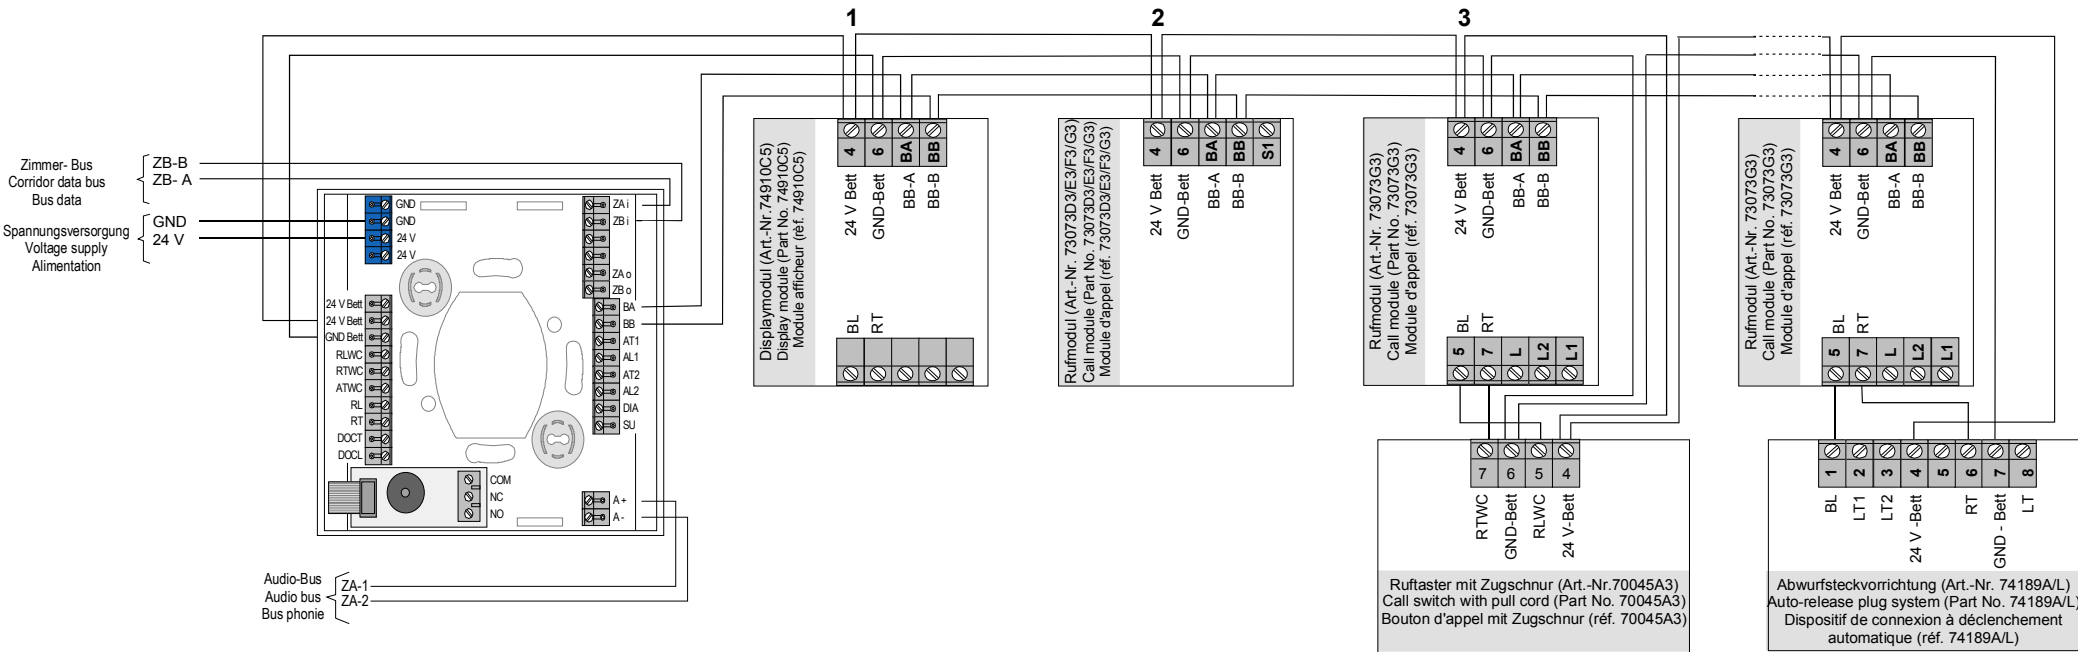 1
2
3
Zimmer- Bus
Corridor data bus
Bus data
ZB-B
ZB- A
Spannungsversorgung
Voltage supply
Alimentation
GND
24 V
GND
GND
24 V
24 V
24 V Bett
24 V Bett
GND Bett
RLWC
RTWC
ATWC
RL
RT
DOCT
DOCL
COM
NC
NO
ZA i
ZB i
ZA o
ZB o
BA
BB
AT1
AL1
AT2
AL2
DIA
SU
A +
A -
Audio-Bus
Audio bus
Bus phonie
ZA-1
ZA-2
Displaymodul (Art.-Nr.74910C5)
Display module (Part No. 74910C5)
Module afficheur (réf. 74910C5)
4
6
BA
BB
24 V Bett
GND-Bett
BB-A
BB-B
BL
RT
Rufmodul (Art.-Nr. 73073D3/E3/F3/G3)
Call module (Part No. 73073D3/E3/F3/G3)
Module d'appel (réf. 73073D3/E3/F3/G3)
4
6
BA
BB
S1
24 V Bett
GND-Bett
BB-A
BB-B
Rufmodul (Art.-Nr. 73073G3)
Call module (Part No. 73073G3)
Module d'appel (réf. 73073G3)
4
6
BA
BB
24 V Bett
GND-Bett
BB-A
BB-B
BL
RT
5
7
L
L2
L1
7
6
5
4
RTWC
GND-Bett
RLWC
24 V-Bett
Ruftaster mit Zugschnur (Art.-Nr.70045A3)
Call switch with pull cord (Part No. 70045A3)
Bouton d'appel mit Zugschnur (réf. 70045A3)
Rufmodul (Art.-Nr. 73073G3)
Call module (Part No. 73073G3)
Module d'appel (réf. 73073G3)
4
6
BA
BB
24 V Bett
GND-Bett
BB-A
BB-B
BL
RT
5
7
L
L2
L1
1
2
3
4
5
6
7
8
BL
LT1
LT2
24 V -Bett
RT
GND - Bett
LT
Abwurfsteckvorrichtung (Art.-Nr. 74189A/L)
Auto-release plug system (Part No. 74189A/L)
Dispositif de connexion à déclenchement
automatique (réf. 74189A/L)